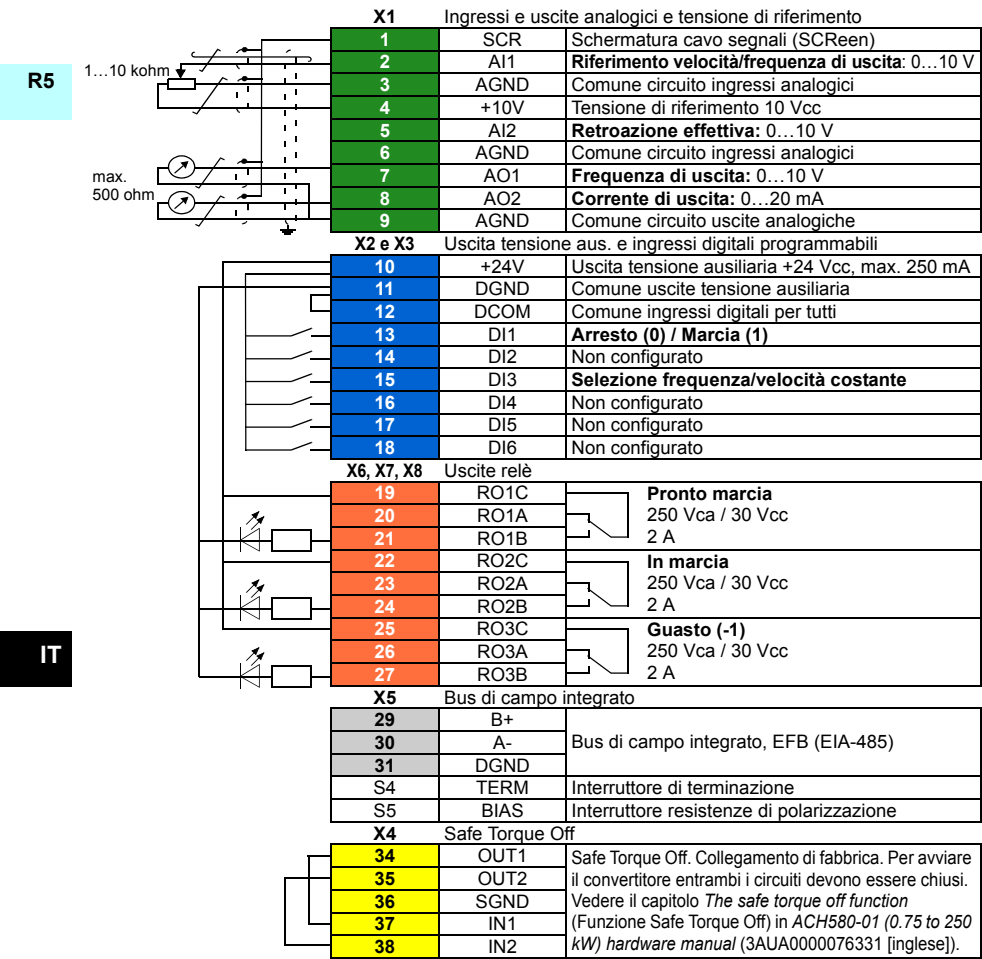 X1 Ingressi e uscite analogici e tensione di riferimento
1 SCR Schermatura cavo segnali (SCReen)
2 AI1 Riferimento velocità/frequenza di uscita: 0…10 V
1…10 kohm
R5
3 AGND Comune circuito ingressi analogici
4 +10V Tensione di riferimento 10 Vcc
5 AI2 Retroazione effettiva: 0…10 V
6 AGND Comune circuito ingressi analogici
7 AO1 Frequenza di uscita: 0…10 V
max.
500 ohm
8 AO2 Corrente di uscita: 0…20 mA
9 AGND Comune circuito uscite analogiche
X2 e X3 Uscita tensione aus. e ingressi digitali programmabili
10 +24V Uscita tensione ausiliaria +24 Vcc, max. 250 mA
11 DGND Comune uscite tensione ausiliaria
12 DCOM Comune ingressi digitali per tutti
13 DI1 Arresto (0) / Marcia (1)
14 DI2 Non configurato
15 DI3 Selezione frequenza/velocità costante
16 DI4 Non configurato
17 DI5 Non configurato
18 DI6 Non configurato
X6, X7, X8 Uscite relè
19 RO1C Pronto marcia
20 RO1A 250 Vca / 30 Vcc
21 RO1B 2 A
22 RO2C In marcia
23 RO2A 250 Vca / 30 Vcc
24 RO2B 2 A
25 RO3C Guasto (-1)
26 RO3A 250 Vca / 30 Vcc
IT
27 RO3B 2 A
X5 Bus di campo integrato
29 B+
30 A- Bus di campo integrato, EFB (EIA-485)
31 DGND
S4 TERM Interruttore di terminazione
S5 BIAS Interruttore resistenze di polarizzazione
X4 Safe Torque Off
34 OUT1 Safe Torque Off. Collegamento di fabbrica. Per avviare
35 OUT2 il convertitore entrambi i circuiti devono essere chiusi.
36 SGND Vedere il capitolo The safe torque off function
37 IN1 (Funzione Safe Torque Off) in ACH580-01 (0.75 to 250
38 IN2 kW) hardware manual (3AUA0000076331 [inglese]).